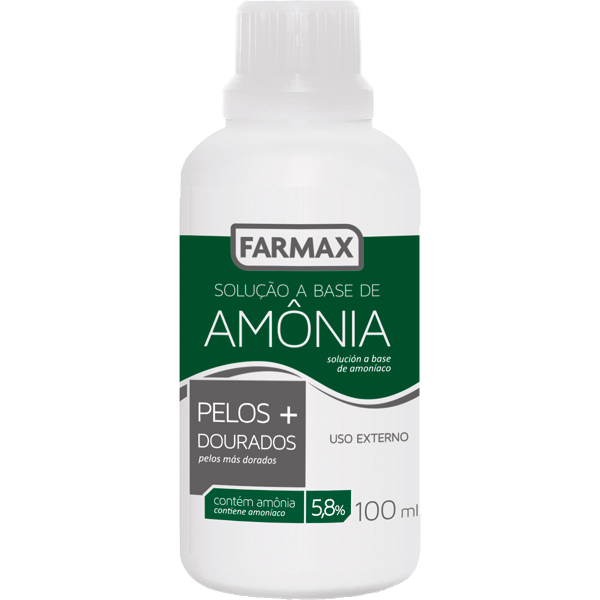 FARMAX
SOLUÇÃO A BASE DE
AMÔNIA
solución a base
de amoníaco
PELOS +
DOURADOS
pelos más dorados
USO EXTERNO
contém amônia
contiene amoniaco
5,8%
100 ml